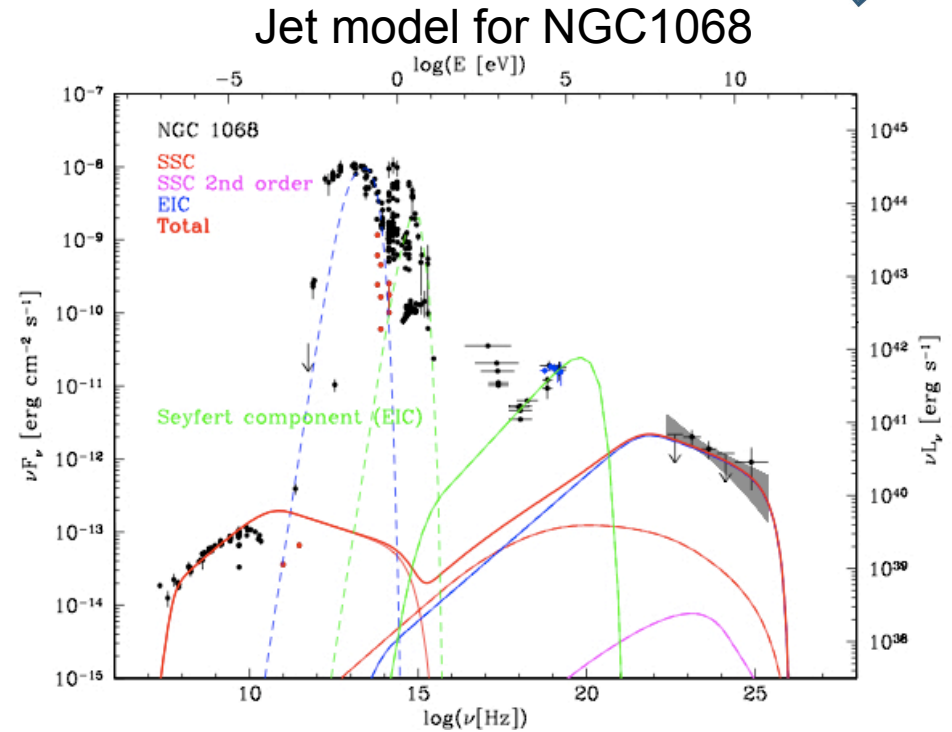 Jet model for NGC1068
log(E [eV])
−5 0 5 10
10⁻⁷
10⁻⁸
10⁻⁹
10⁻¹⁰
10⁻¹¹
10⁻¹²
10⁻¹³
10⁻¹⁴
10⁻¹⁵
νFᵥ [erg cm⁻² s⁻¹]
NGC 1068
SSC
SSC 2nd order
EIC
Total
Seyfert component (EIC)
10⁴⁵
10⁴⁴
10⁴³
10⁴²
10⁴¹
10⁴⁰
10³⁹
10³⁸
νLᵥ [erg s⁻¹]
10 15 20 25
log(ν[Hz])